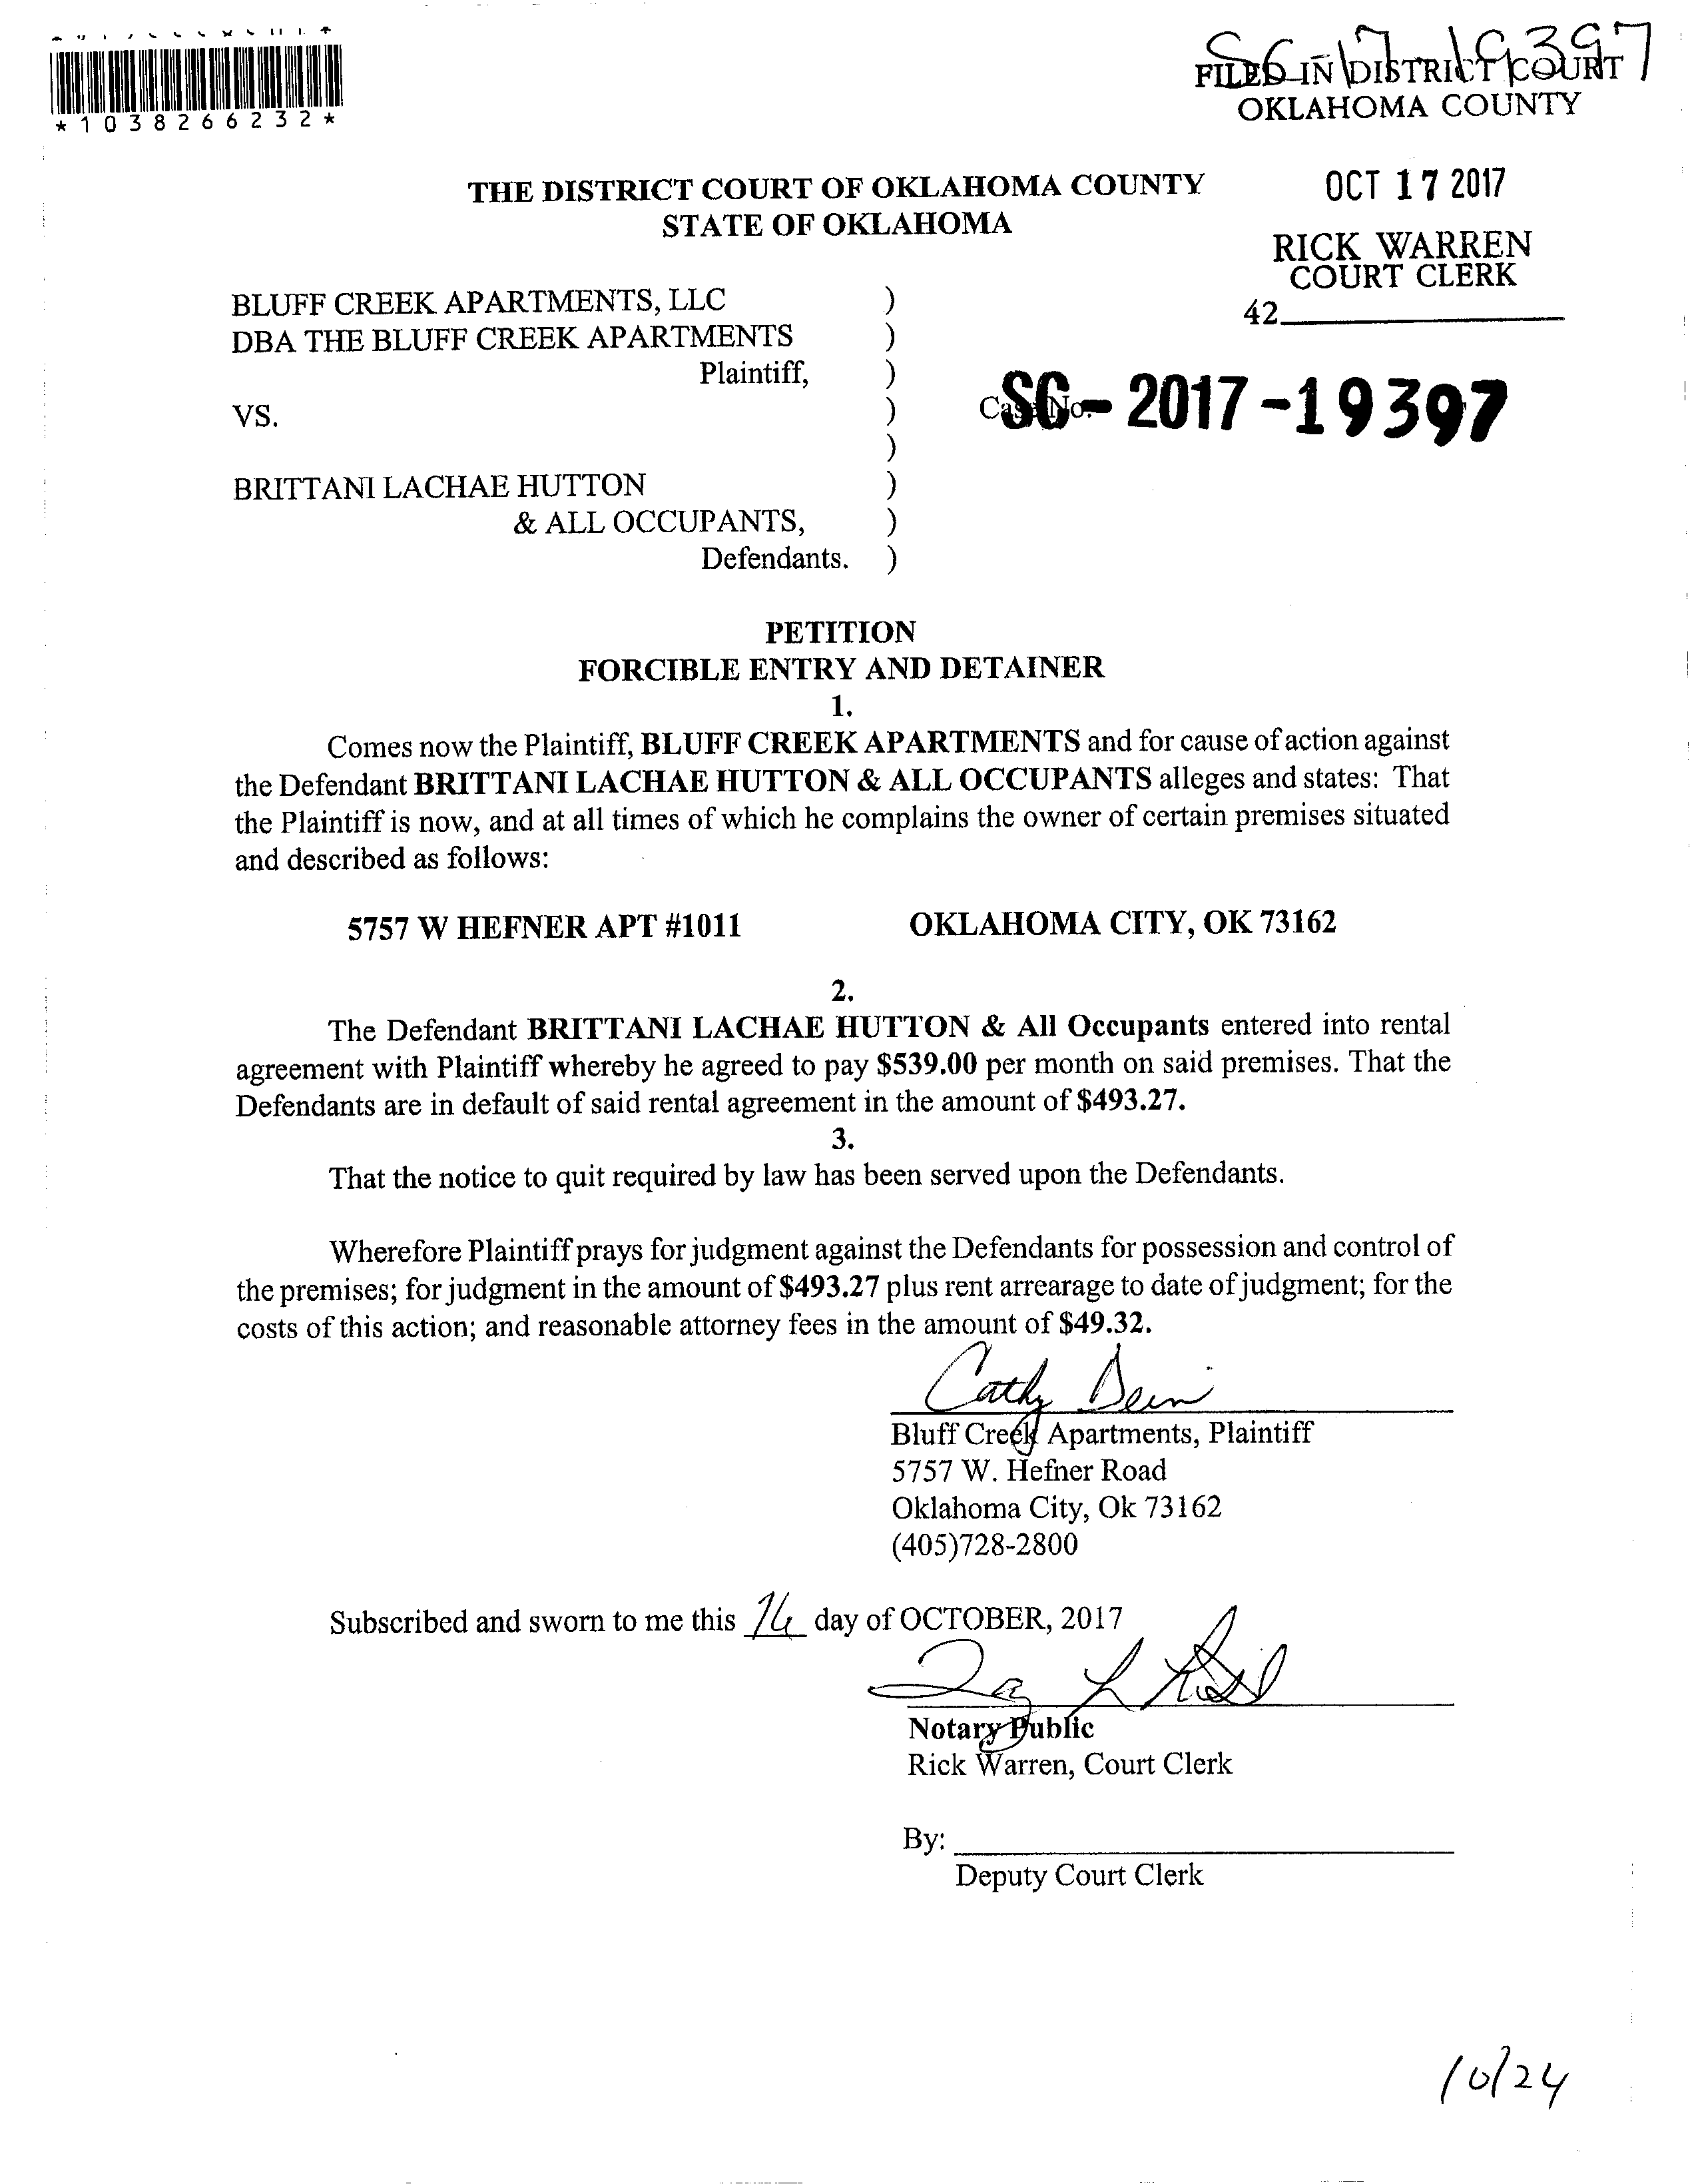 SC-17-19397
*1038266232*
FILED IN DISTRICT COURT
OKLAHOMA COUNTY
THE DISTRICT COURT OF OKLAHOMA COUNTY
STATE OF OKLAHOMA
OCT 17 2017
RICK WARREN
COURT CLERK
42
BLUFF CREEK APARTMENTS, LLC )
DBA THE BLUFF CREEK APARTMENTS )
Plaintiff, )
VS. )
)
Case No.
SC-2017-19397
BRITTANI LACHAE HUTTON )
& ALL OCCUPANTS, )
Defendants. )
PETITION
FORCIBLE ENTRY AND DETAINER
1.
Comes now the Plaintiff, BLUFF CREEK APARTMENTS and for cause of action against
the Defendant BRITTANI LACHAE HUTTON & ALL OCCUPANTS alleges and states: That
the Plaintiff is now, and at all times of which he complains the owner of certain premises situated
and described as follows:
5757 W HEFNER APT #1011 OKLAHOMA CITY, OK 73162
2.
The Defendant BRITTANI LACHAE HUTTON & All Occupants entered into rental
agreement with Plaintiff whereby he agreed to pay $539.00 per month on said premises. That the
Defendants are in default of said rental agreement in the amount of $493.27.
3.
That the notice to quit required by law has been served upon the Defendants.
Wherefore Plaintiff prays for judgment against the Defendants for possession and control of
the premises; for judgment in the amount of $493.27 plus rent arrearage to date of judgment; for the
costs of this action; and reasonable attorney fees in the amount of $49.32.
Cathy
Bluff Creek Apartments, Plaintiff
5757 W. Hefner Road
Oklahoma City, Ok 73162
(405)728-2800
Subscribed and sworn to me this day of OCTOBER, 2017
Notary Public
Rick Warren, Court Clerk
By:
Deputy Court Clerk
10/24